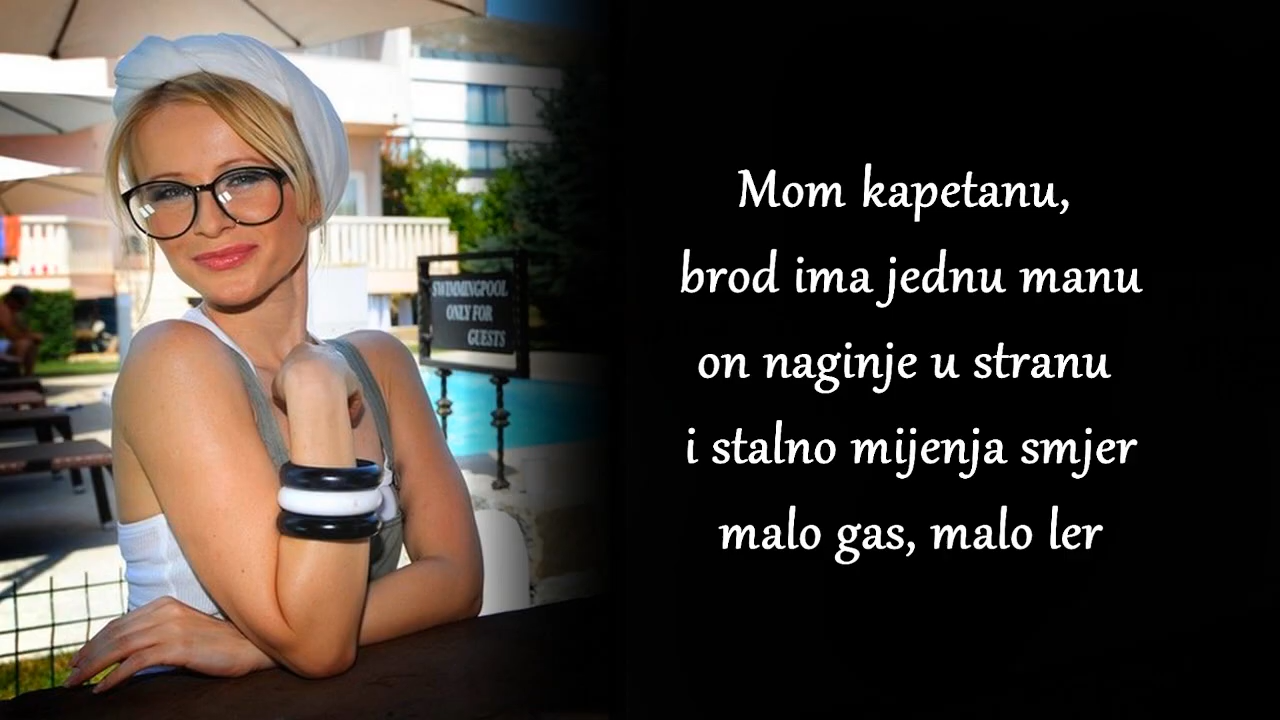 SWIMMINGPOOL
ONLY FOR
GUESTS
Mom kapetanu,
brod ima jednu manu
on naginje u stranu
i stalno mijenja smjer
malo gas, malo ler